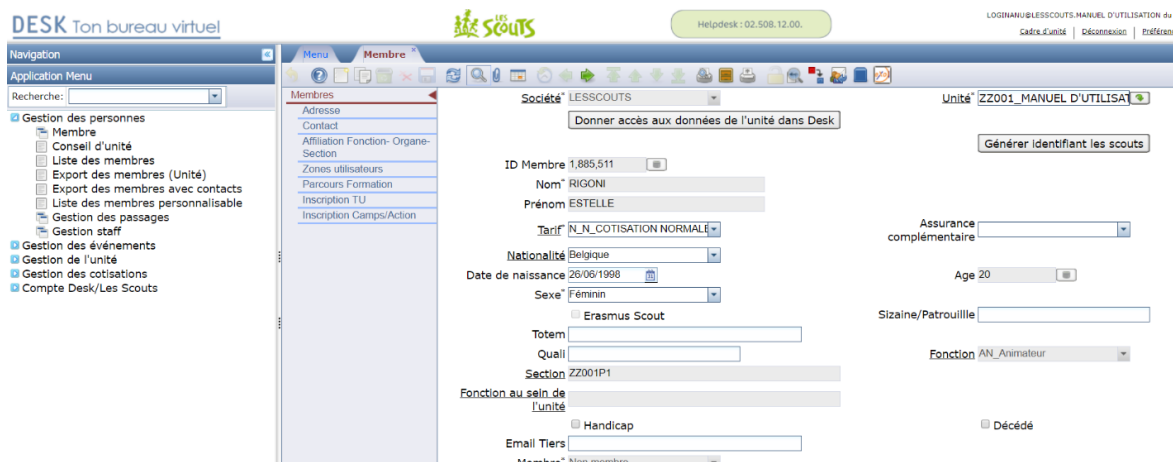 DESK Ton bureau virtuel
LES SCOUTS
Helpdesk : 02.508.12.00.
LOGINANU@LESSCOUTS.MANUEL D'UTILISATION du
Cadre d'unité | Déconnexion | Préféren
Navigation
Menu
Membre
Application Menu
Recherche:
Gestion des personnes
Membre
Conseil d'unité
Liste des membres
Export des membres (Unité)
Export des membres avec contacts
Liste des membres personnalisable
Gestion des passages
Gestion staff
Gestion des événements
Gestion de l'unité
Gestion des cotisations
Compte Desk/Les Scouts
Membres
Adresse
Contact
Affiliation Fonction- Organe-
Section
Zones utilisateurs
Parcours Formation
Inscription TU
Inscription Camps/Action
Société* LESSCOUTS
Unité* ZZ001_MANUEL D'UTILISAT
Donner accès aux données de l'unité dans Desk
Générer identifiant les scouts
ID Membre 1,885,511
Nom* RIGONI
Prénom ESTELLE
Tarif* N_N_COTISATION NORMALE
Assurance
complémentaire
Nationalité Belgique
Date de naissance 26/06/1998
Age 20
Sexe* Féminin
Erasmus Scout
Sizaine/Patrouillle
Totem
Quali
Fonction AN_Animateur
Section ZZ001P1
Fonction au sein de
l'unité
Handicap
Décédé
Email Tiers
Membre* Non membre